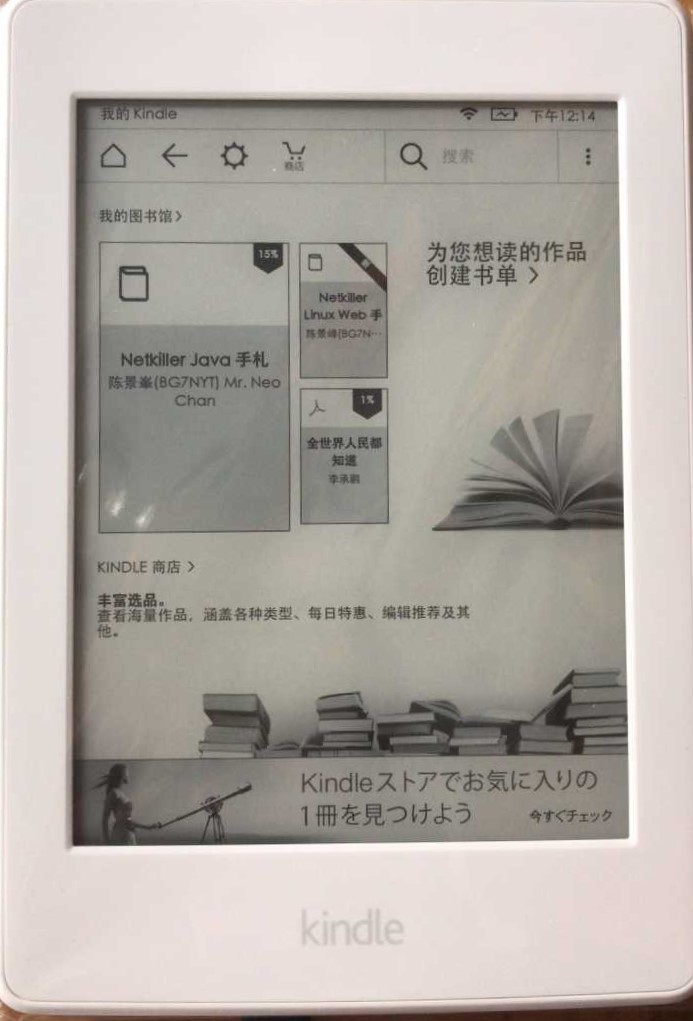 我的 Kindle
下午12:14
商店
搜索
我的图书馆 >
15%
Netkiller Java 手札
陈景峯(BG7NYT) Mr. Neo
Chan
Netkiller
Linux Web 手
陈景峰(BG7N…
1%
全世界人民都
知道
李承鹏
为您想读的作品
创建书单 >
KINDLE 商店 >
丰富选品。
查看海量作品，涵盖各种类型、每日特惠、编辑推荐及其
他。
Kindleストアでお気に入りの
1冊を見つけよう
今すぐチェック
kindle